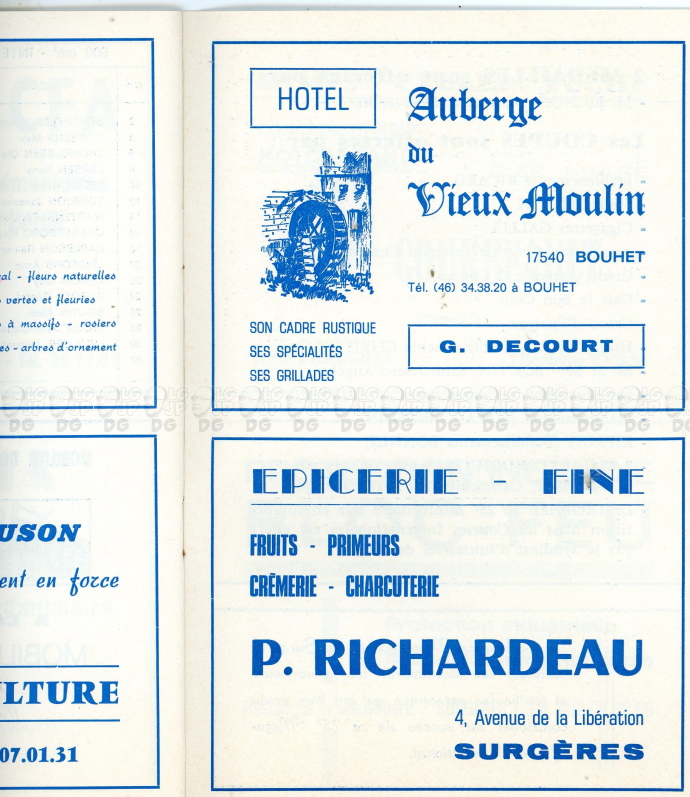 al - fleurs naturelles
vertes et fleuries
à massifs - rosiers
es - arbres d'ornement
USON
ent en force
LTURE
07.01.31
HOTEL
Auberge
du
Vieux Moulin
17540 BOUHET
Tél. (46) 34.38.20 à BOUHET
SON CADRE RUSTIQUE
SES SPÉCIALITÉS
SES GRILLADES
G. DECOURT
EPICERIE - FINE
FRUITS - PRIMEURS
CRÈMERIE - CHARCUTERIE
P. RICHARDEAU
4, Avenue de la Libération
SURGÈRES